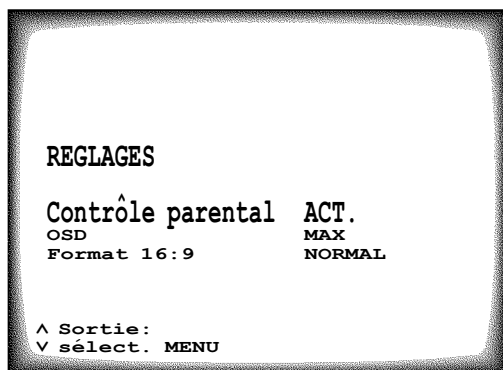 REGLAGES
Contrôle parental ACT.
OSD MAX
Format 16:9 NORMAL
^ Sortie:
v sélect. MENU